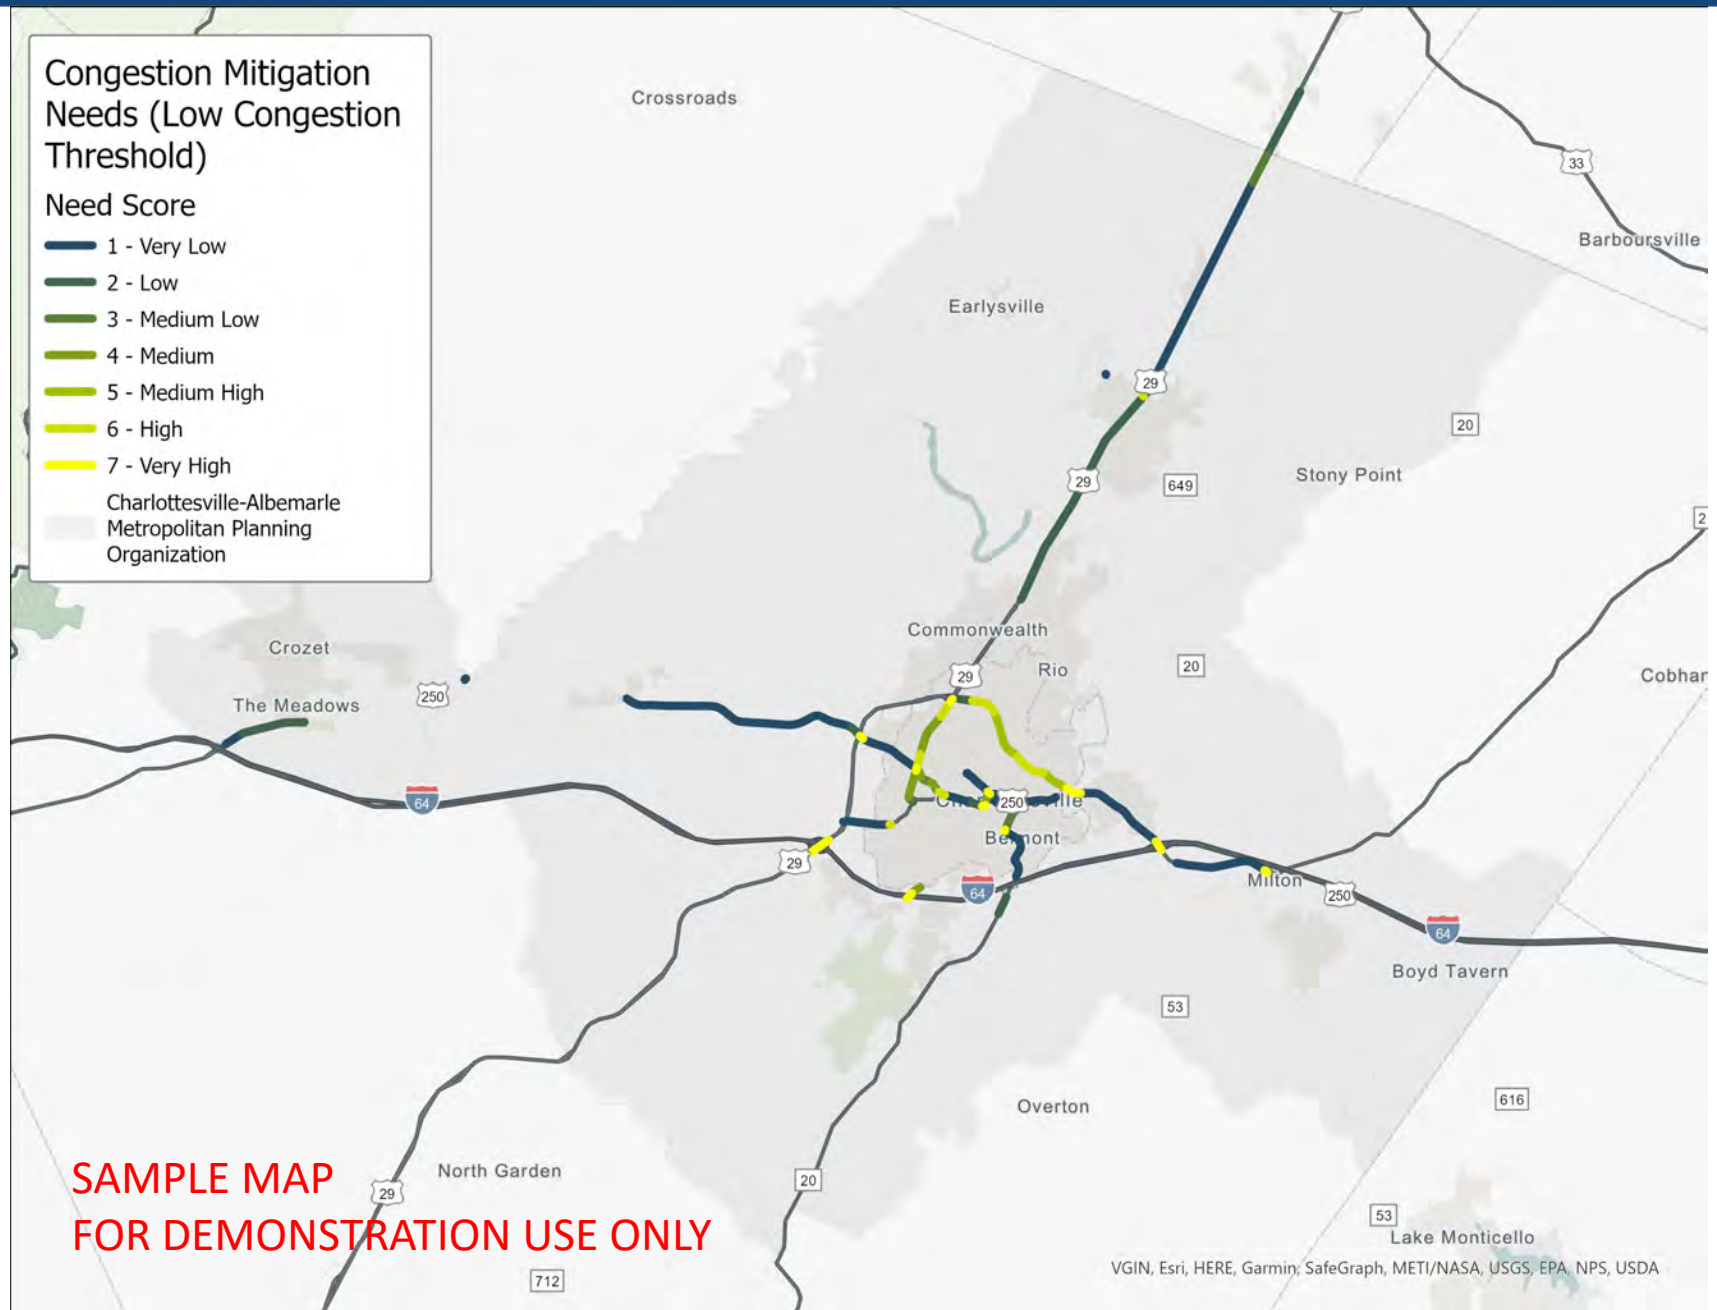 Congestion Mitigation
Needs (Low Congestion
Threshold)
Need Score
1 - Very Low
2 - Low
3 - Medium Low
4 - Medium
5 - Medium High
6 - High
7 - Very High
Charlottesville-Albemarle
Metropolitan Planning
Organization
Crossroads
33
Barboursville
Earlysville
29
20
29
649
Stony Point
2
Commonwealth
Crozet
29
Rio
20
Cobhar
250
The Meadows
64
250
Belmont
29
64
Milton
250
64
Boyd Tavern
53
Overton
616
North Garden
20
29
SAMPLE MAP
FOR DEMONSTRATION USE ONLY
53
Lake Monticello
712
VGIN, Esri, HERE, Garmin, SafeGraph, METI/NASA, USGS, EPA, NPS, USDA